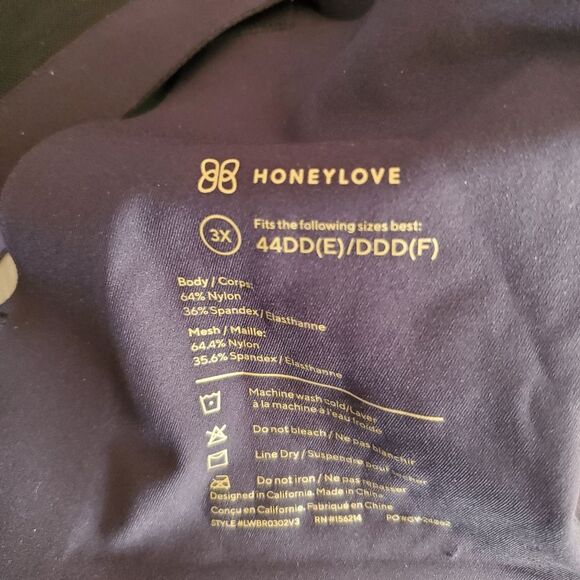 HONEYLOVE
3X
Fits the following sizes best:
44DD(E)/DDD(F)
Body / Corps:
64% Nylon
36% Spandex/Elasthanne
Mesh / Maille:
64.4% Nylon
35.6% Spandex/Elasthanne
Machine wash cold/Laver
à la machine à l'eau froide
Do not bleach / Ne pas blanchir
Line Dry / Suspendre pour sécher
Do not iron / Ne pas repasser
Designed in California. Made in China
Conçu en California. Fabriqué en Chine
STYLE #LWBR0302V3 RN #156214